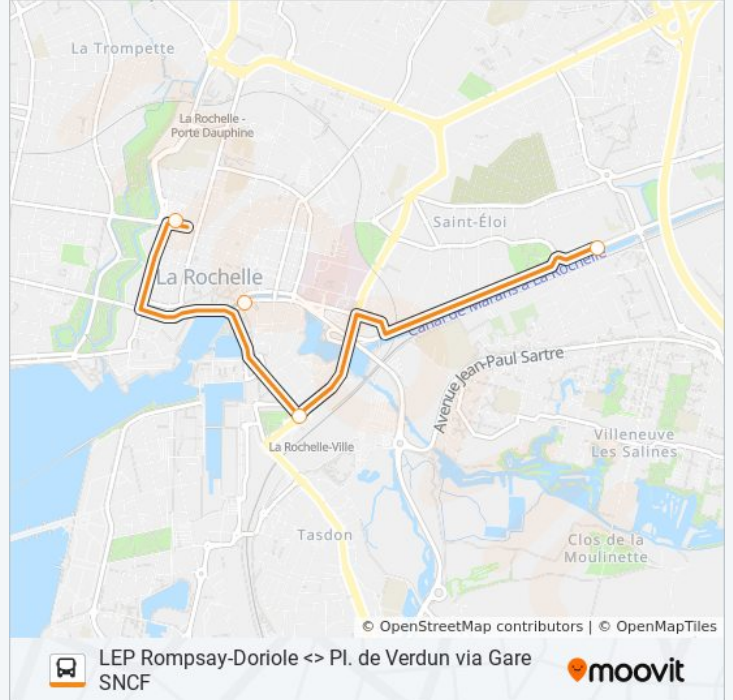 La Trompette
La Rochelle -
Porte Dauphine
Saint-Éloi
La Rochelle
Canal de Marans à La Rochelle
Avenue Jean-Paul Sartre
Villeneuve
Les Salines
La Rochelle-Ville
Tasdon
Clos de la
Moulinette
© OpenStreetMap contributors | © OpenMapTiles
LEP Rompsay-Doriole <> Pl. de Verdun via Gare
SNCF
moovit